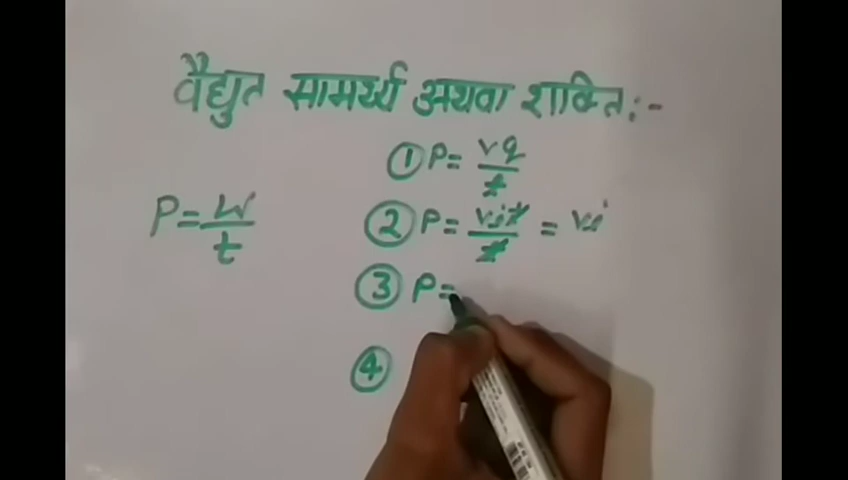 वैद्युत सामर्थ्य अथवा शक्ति :-
① P = vq/t
P = W/t
② P = vit/t = vi
③ P =
④